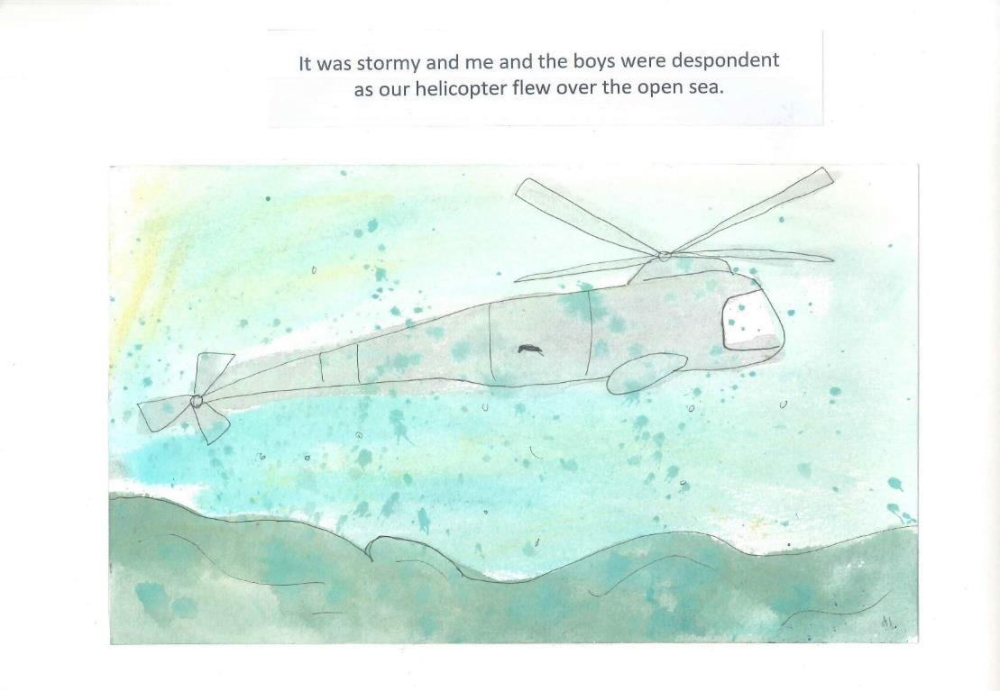 It was stormy and me and the boys were despondent
as our helicopter flew over the open sea.